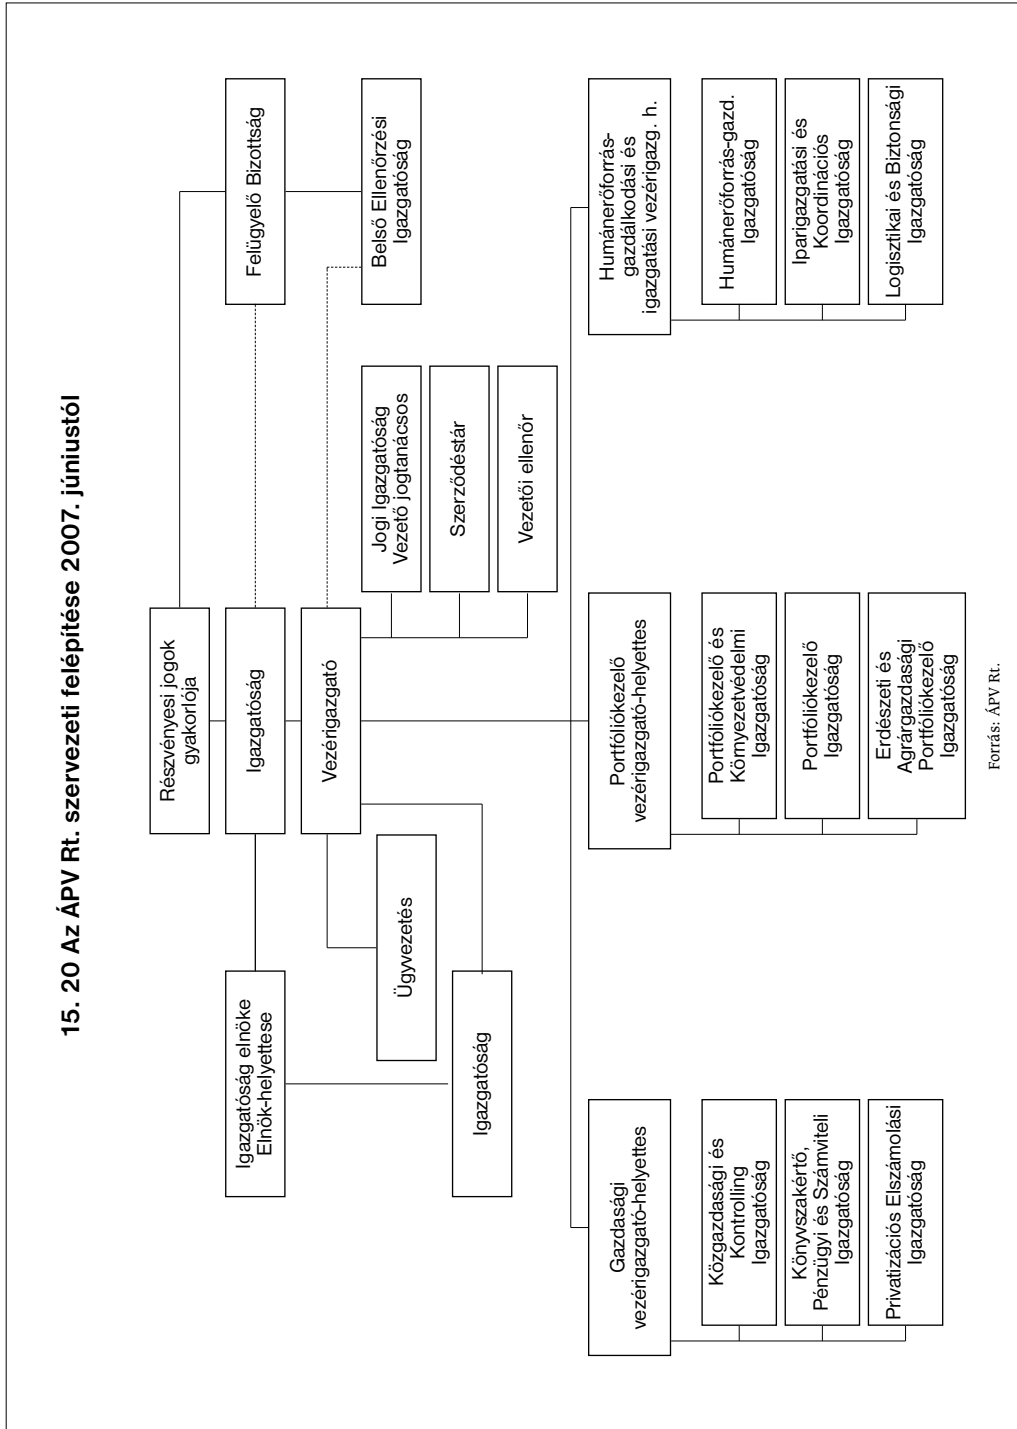 15. 20 Az ÁPV Rt. szervezeti felépítése 2007. júniustól
Részvényesi jogok
gyakorlója
Igazgatóság elnöke
Elnök-helyettese
Igazgatóság
Felügyelő Bizottság
Vezérigazgató
Belső Ellenőrzési
Igazgatóság
Ügyvezetés
Igazgatóság
Jogi Igazgatóság
Vezető jogtanácsos
Szerződéstár
Vezetői ellenőr
Gazdasági
vezérigazgató-helyettes
Közgazdasági és
Kontrolling
Igazgatóság
Könyvszakértő,
Pénzügyi és Számviteli
Igazgatóság
Privatizációs Elszámolási
Igazgatóság
Portfóliókezelő
vezérigazgató-helyettes
Portfóliókezelő és
Környezetvédelmi
Igazgatóság
Portfóliókezelő
Igazgatóság
Erdészeti és
Agrárgazdasági
Portfóliókezelő
Igazgatóság
Humánerőforrás-
gazdálkodási és
igazgatási vezérigazg. h.
Humánerőforrás-gazd.
Igazgatóság
Iparigazgatási és
Koordinációs
Igazgatóság
Logisztikai és Biztonsági
Igazgatóság
Forrás: ÁPV Rt.